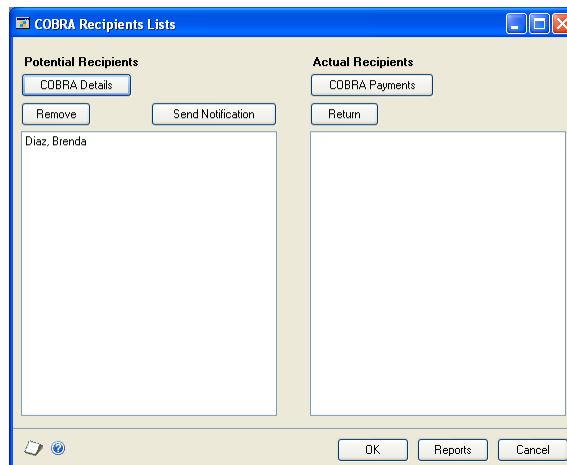 COBRA Recipients Lists
Potential Recipients
Actual Recipients
COBRA Details
COBRA Payments
Remove
Send Notification
Return
Diaz, Brenda
OK
Reports
Cancel